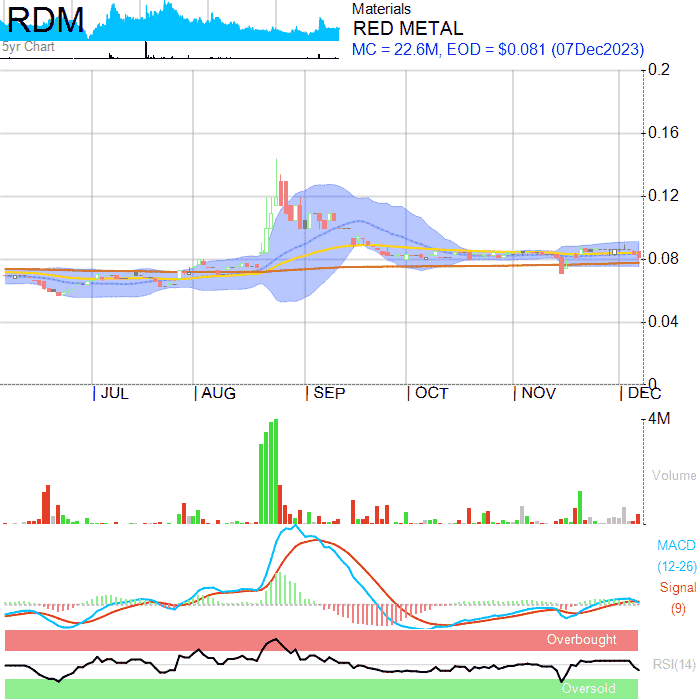 RDM
5yr Chart
Materials
RED METAL
MC = 22.6M, EOD = $0.081 (07Dec2023)
0.2
0.16
0.12
0.08
0.04
0
JUL AUG SEP OCT NOV DEC
4M
Volume
MACD
(12-26)
Signal
(9)
Overbought
RSI(14)
Oversold